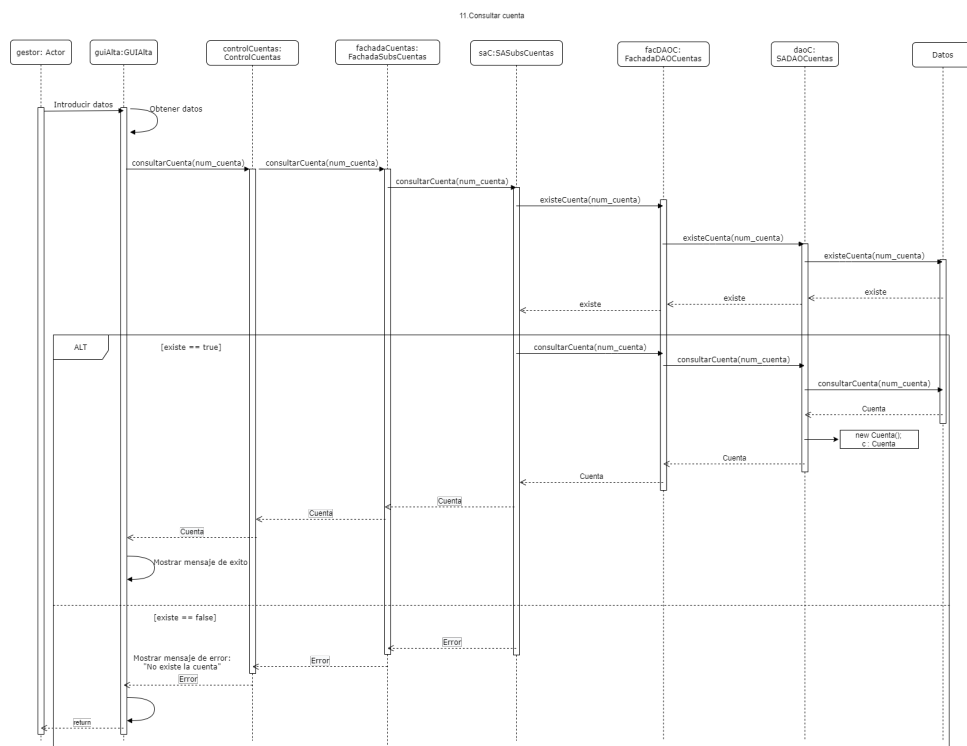 11.Consultar cuenta
gestor: Actor
guiAlta:GUIAlta
controlCuentas:
ControlCuentas
fachadaCuentas:
FachadaSubsCuentas
saC:SASubsCuentas
facDAOC:
FachadaDAOCuentas
daoC:
SADAOCuentas
Datos
Introducir datos
Obtener datos
consultarCuenta(num_cuenta)
consultarCuenta(num_cuenta)
consultarCuenta(num_cuenta)
existeCuenta(num_cuenta)
existeCuenta(num_cuenta)
existeCuenta(num_cuenta)
existe
existe
existe
ALT
[existe == true]
consultarCuenta(num_cuenta)
consultarCuenta(num_cuenta)
consultarCuenta(num_cuenta)
Cuenta
new Cuenta();
c : Cuenta
Cuenta
Cuenta
Cuenta
Cuenta
Cuenta
Mostrar mensaje de exito
[existe == false]
Error
Error
Mostrar mensaje de error:
"No existe la cuenta"
Error
return